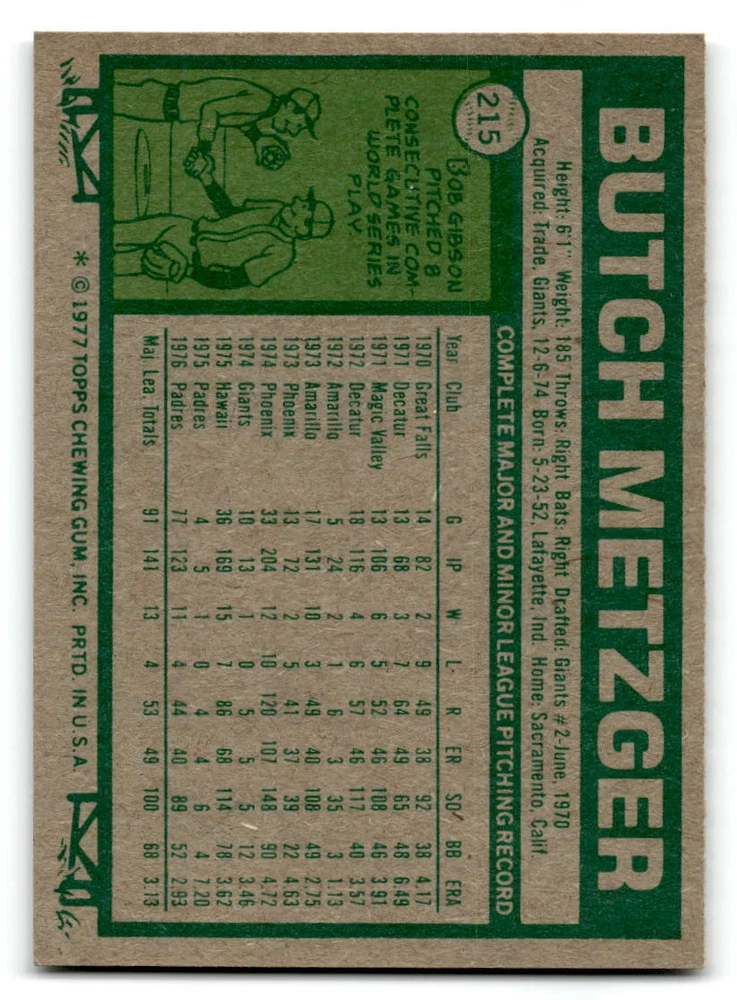 BUTCH METZGER
Height: 6'1" Weight: 185 Throws: Right Bats: Right Drafted: Giants #2-June, 1970
Acquired: Trade, Giants, 12-6-74 Born: 5-23-52, Lafayette, Ind. Home: Sacramento, Calif.
215
BOB GIBSON
PITCHED 8
CONSECUTIVE COM-
PLETE GAMES IN
WORLD SERIES
PLAY.
COMPLETE MAJOR AND MINOR LEAGUE PITCHING RECORD
Year Club G IP W L R ER SO BB ERA
1970 Great Falls 14 82 2 9 49 38 92 38 4.17
1971 Decatur 13 68 3 7 64 49 65 48 6.49
1971 Magic Valley 13 106 6 5 52 46 108 46 3.91
1972 Decatur 18 116 4 6 57 46 117 40 3.57
1972 Amarillo 5 24 2 1 6 3 35 3 1.13
1973 Amarillo 17 131 10 3 49 40 108 49 2.75
1973 Phoenix 13 72 2 5 41 37 39 22 4.63
1974 Phoenix 33 204 12 10 120 107 148 90 4.72
1974 Giants 10 13 1 0 5 5 5 12 3.46
1975 Hawaii 36 169 15 7 86 68 114 78 3.62
1975 Padres 4 5 1 0 4 4 6 4 7.20
1976 Padres 77 123 11 4 44 40 89 52 2.93
Maj. Lea. Totals 91 141 13 4 53 49 100 68 3.13
* © 1977 TOPPS CHEWING GUM, INC. PRTD. IN U.S.A.